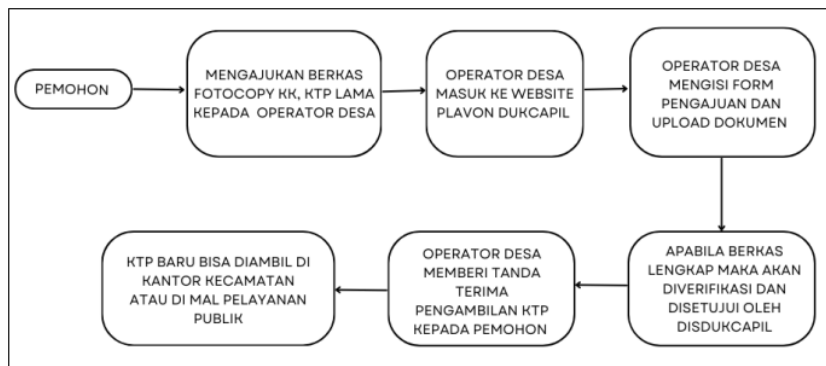 PEMOHON
MENGAJUKAN BERKAS
FOTOCOPY KK, KTP LAMA
KEPADA OPERATOR DESA
OPERATOR DESA
MASUK KE WEBSITE
PLAVON DUKCAPIL
OPERATOR DESA
MENGISI FORM
PENGAJUAN DAN
UPLOAD DOKUMEN
APABILA BERKAS
LENGKAP MAKA AKAN
DIVERIFIKASI DAN
DISETUJUI OLEH
DISDUKCAPIL
OPERATOR DESA
MEMBERI TANDA
TERIMA
PENGAMBILAN KTP
KEPADA PEMOHON
KTP BARU BISA DIAMBIL DI
KANTOR KECAMATAN
ATAU DI MAL PELAYANAN
PUBLIK